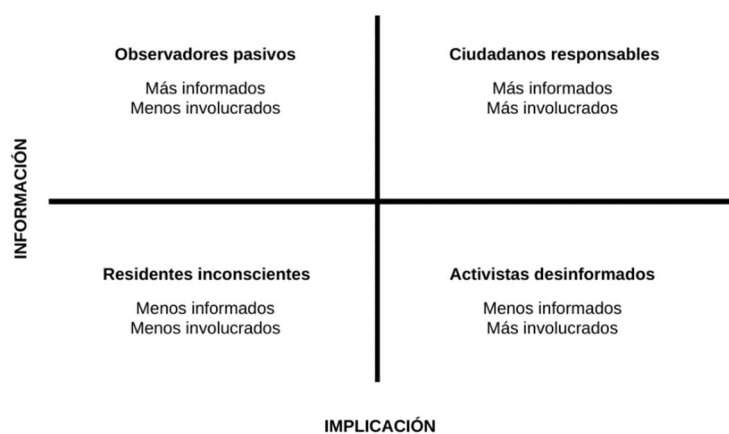 Observadores pasivos
Más informados
Menos involucrados
Ciudadanos responsables
Más informados
Más involucrados
INFORMACIÓN
Residentes inconscientes
Menos informados
Menos involucrados
Activistas desinformados
Menos informados
Más involucrados
IMPLICACIÓN